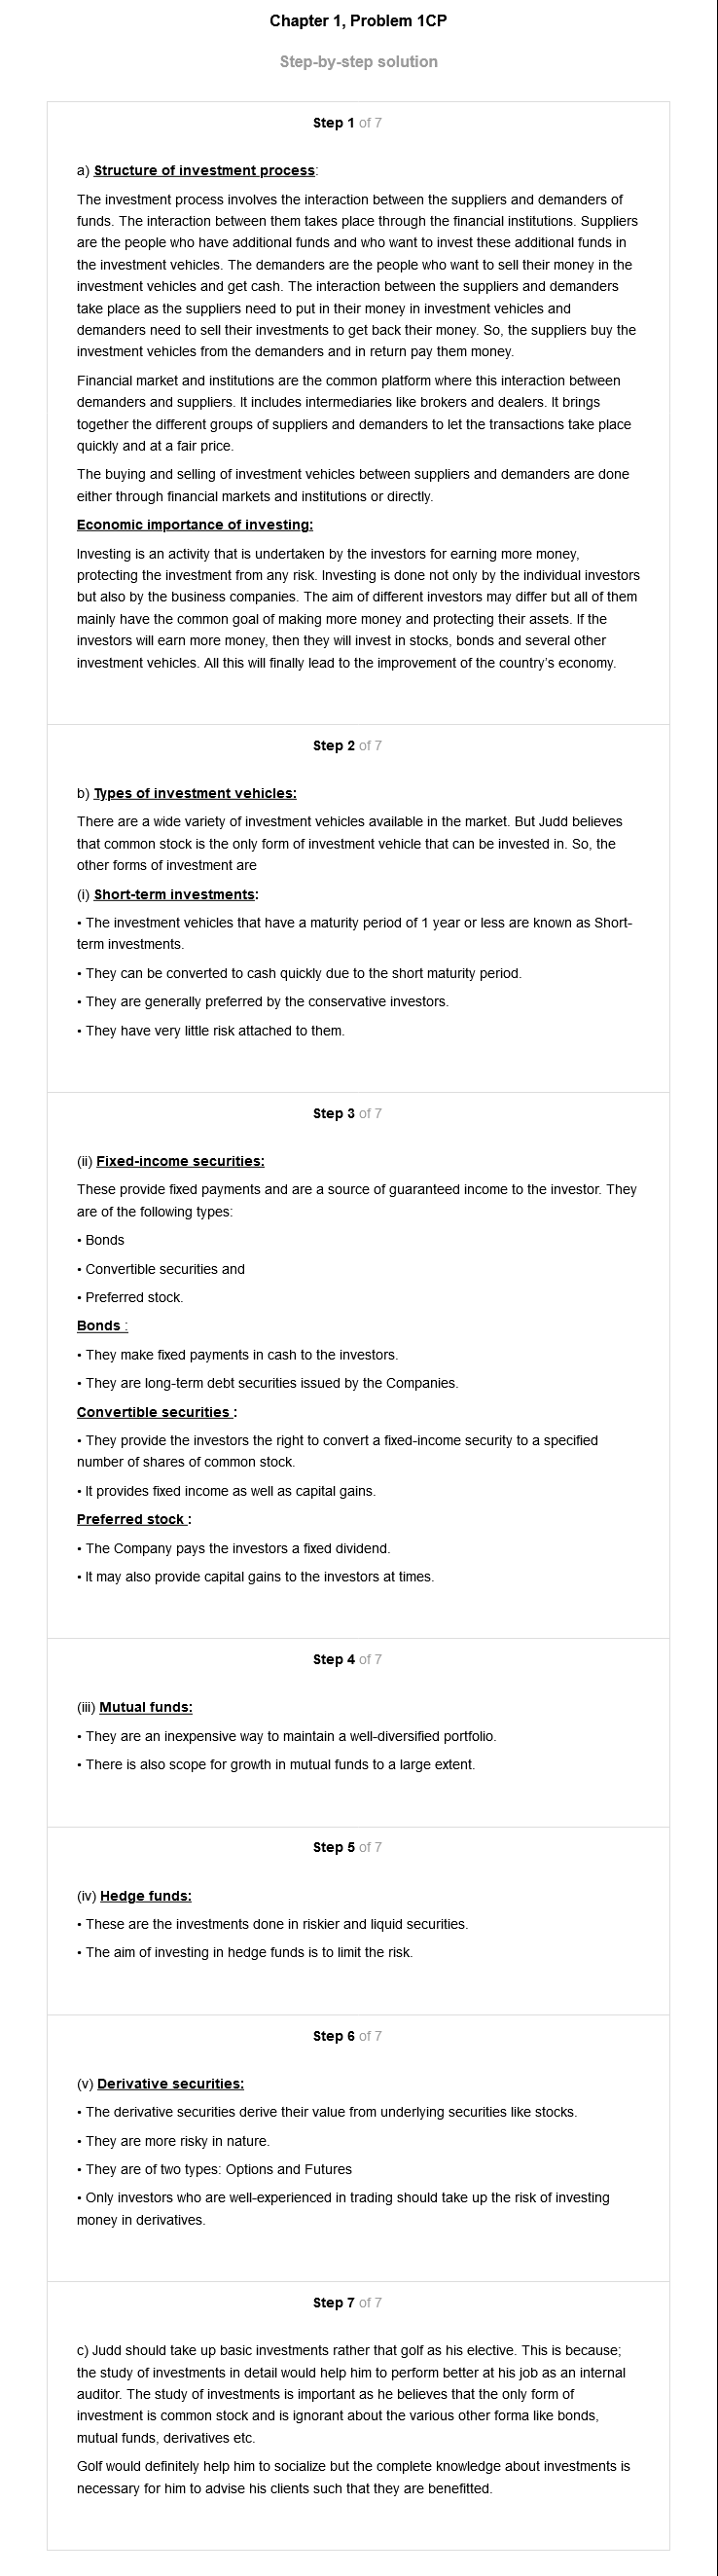 Chapter 1, Problem 1CP
Step-by-step solution
Step 1 of 7
a) Structure of investment process:
The investment process involves the interaction between the suppliers and demanders of
funds. The interaction between them takes place through the financial institutions. Suppliers
are the people who have additional funds and who want to invest these additional funds in
the investment vehicles. The demanders are the people who want to sell their money in the
investment vehicles and get cash. The interaction between the suppliers and demanders
take place as the suppliers need to put in their money in investment vehicles and
demanders need to sell their investments to get back their money. So, the suppliers buy the
investment vehicles from the demanders and in return pay them money.
Financial market and institutions are the common platform where this interaction between
demanders and suppliers. It includes intermediaries like brokers and dealers. It brings
together the different groups of suppliers and demanders to let the transactions take place
quickly and at a fair price.
The buying and selling of investment vehicles between suppliers and demanders are done
either through financial markets and institutions or directly.
Economic importance of investing:
Investing is an activity that is undertaken by the investors for earning more money,
protecting the investment from any risk. Investing is done not only by the individual investors
but also by the business companies. The aim of different investors may differ but all of them
mainly have the common goal of making more money and protecting their assets. If the
investors will earn more money, then they will invest in stocks, bonds and several other
investment vehicles. All this will finally lead to the improvement of the country's economy.
Step 2 of 7
b) Types of investment vehicles:
There are a wide variety of investment vehicles available in the market. But Judd believes
that common stock is the only form of investment vehicle that can be invested in. So, the
other forms of investment are
(i) Short-term investments:
• The investment vehicles that have a maturity period of 1 year or less are known as Short-
term investments.
• They can be converted to cash quickly due to the short maturity period.
• They are generally preferred by the conservative investors.
• They have very little risk attached to them.
Step 3 of 7
(ii) Fixed-income securities:
These provide fixed payments and are a source of guaranteed income to the investor. They
are of the following types:
• Bonds
• Convertible securities and
• Preferred stock.
Bonds :
• They make fixed payments in cash to the investors.
• They are long-term debt securities issued by the Companies.
Convertible securities :
• They provide the investors the right to convert a fixed-income security to a specified
number of shares of common stock.
• It provides fixed income as well as capital gains.
Preferred stock :
• The Company pays the investors a fixed dividend.
• It may also provide capital gains to the investors at times.
Step 4 of 7
(iii) Mutual funds:
• They are an inexpensive way to maintain a well-diversified portfolio.
• There is also scope for growth in mutual funds to a large extent.
Step 5 of 7
(iv) Hedge funds:
• These are the investments done in riskier and liquid securities.
• The aim of investing in hedge funds is to limit the risk.
Step 6 of 7
(v) Derivative securities:
• The derivative securities derive their value from underlying securities like stocks.
• They are more risky in nature.
• They are of two types: Options and Futures
• Only investors who are well-experienced in trading should take up the risk of investing
money in derivatives.
Step 7 of 7
c) Judd should take up basic investments rather that golf as his elective. This is because;
the study of investments in detail would help him to perform better at his job as an internal
auditor. The study of investments is important as he believes that the only form of
investment is common stock and is ignorant about the various other forma like bonds,
mutual funds, derivatives etc.
Golf would definitely help him to socialize but the complete knowledge about investments is
necessary for him to advise his clients such that they are benefitted.